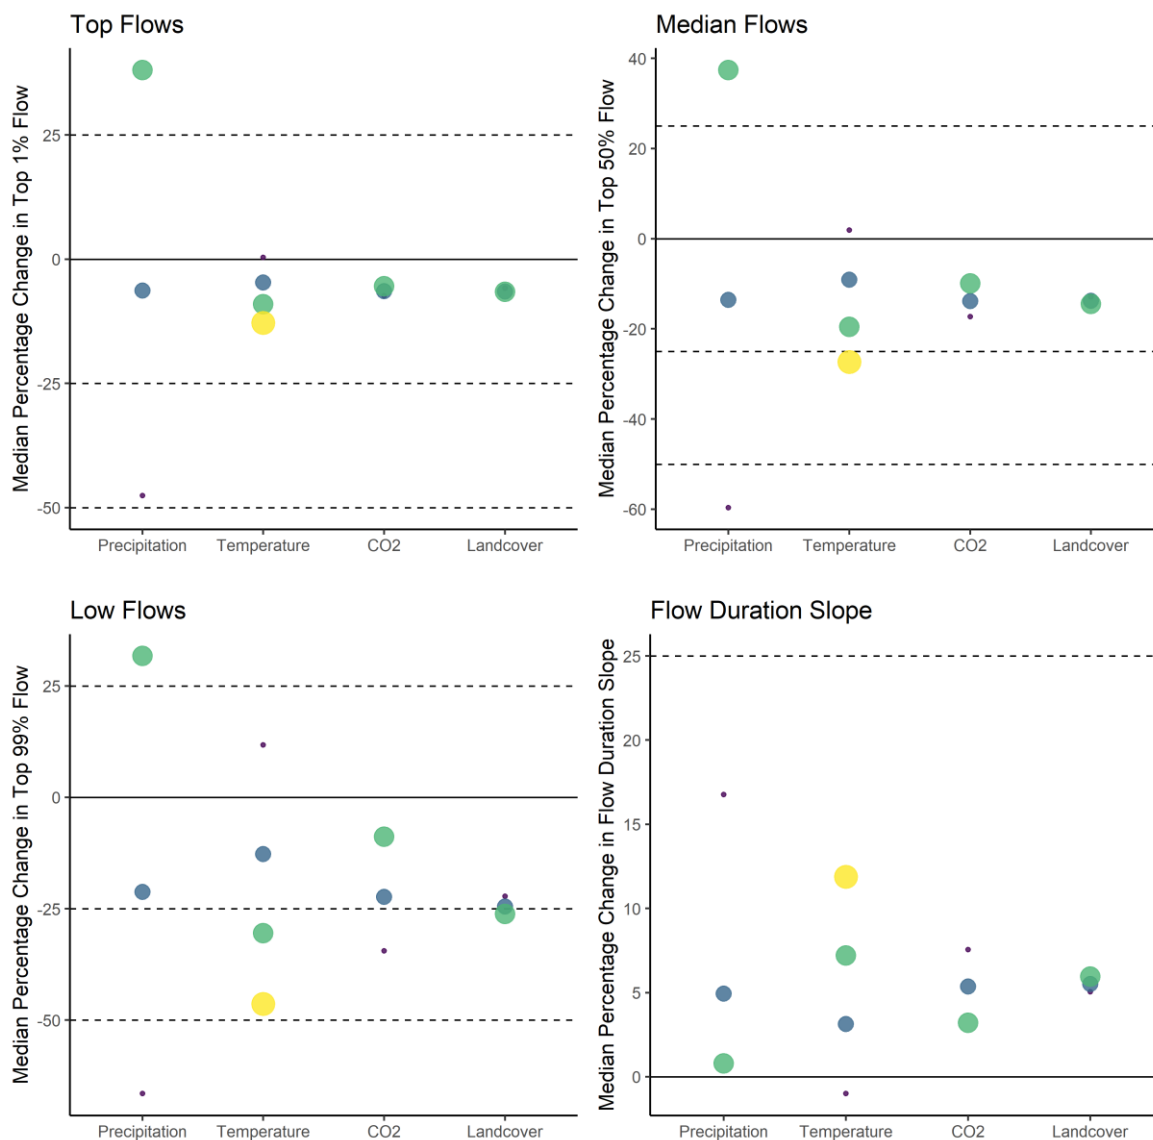 Top Flows
Median Percentage Change in Top 1% Flow
25
0
-25
-50
Precipitation Temperature CO2 Landcover
Median Flows
Median Percentage Change in Top 50% Flow
40
20
0
-20
-40
-60
Precipitation Temperature CO2 Landcover
Low Flows
Median Percentage Change in Top 99% Flow
25
0
-25
-50
Precipitation Temperature CO2 Landcover
Flow Duration Slope
Median Percentage Change in Flow Duration Slope
25
20
15
10
5
0
Precipitation Temperature CO2 Landcover